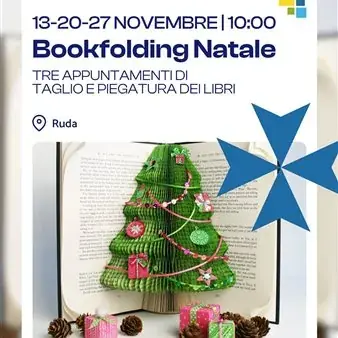 13-20-27 NOVEMBRE | 10:00
Bookfolding Natale
TRE APPUNTAMENTI DI
TAGLIO E PIEGATURA DEI LIBRI
Ruda